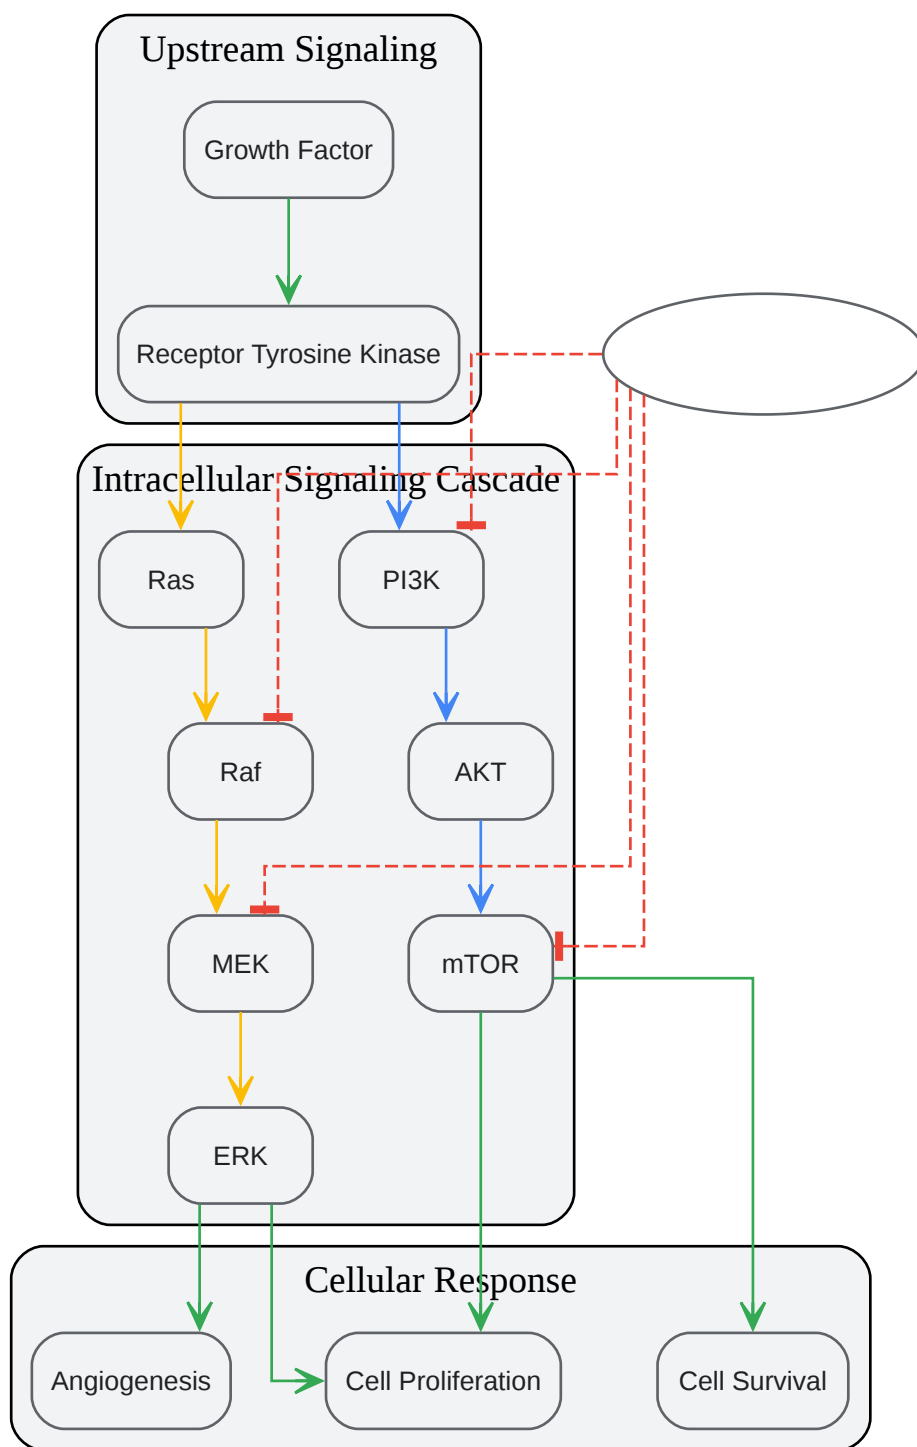 Upstream Signaling
Growth Factor
Receptor Tyrosine Kinase
Intracellular Signaling Cascade
Ras
PI3K
Raf
AKT
MEK
mTOR
ERK
Cellular Response
Angiogenesis
Cell Proliferation
Cell Survival